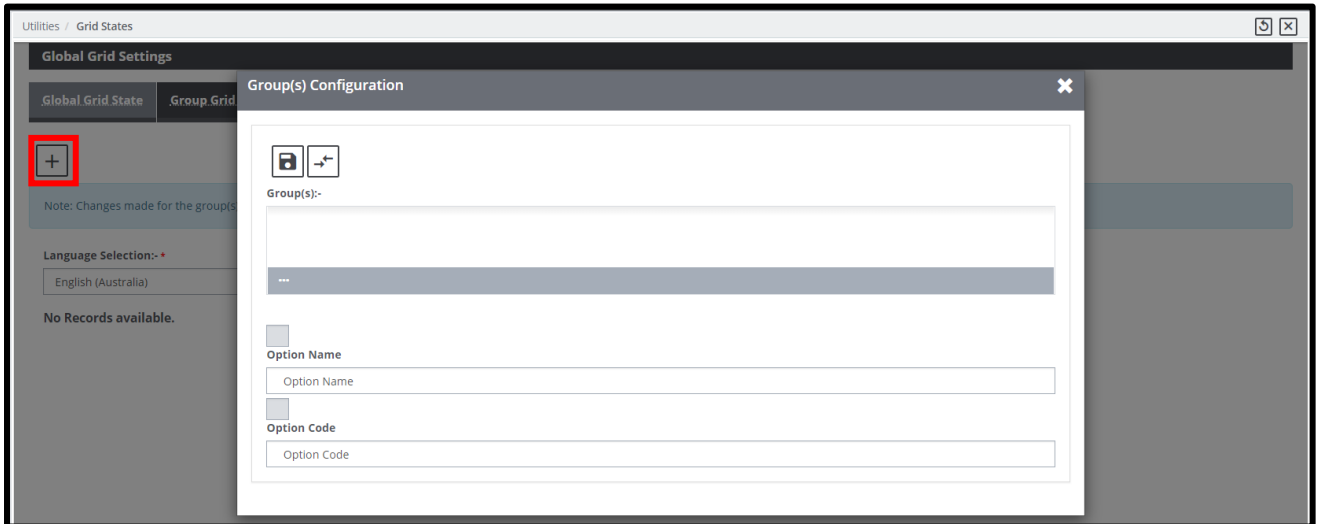 Utilities / Grid States
Global Grid Settings
Global Grid State
Group Grid
Note: Changes made for the group(s
Language Selection:-*
English (Australia)
No Records available.
Group(s) Configuration
Group(s):-
---
Option Name
Option Name
Option Code
Option Code